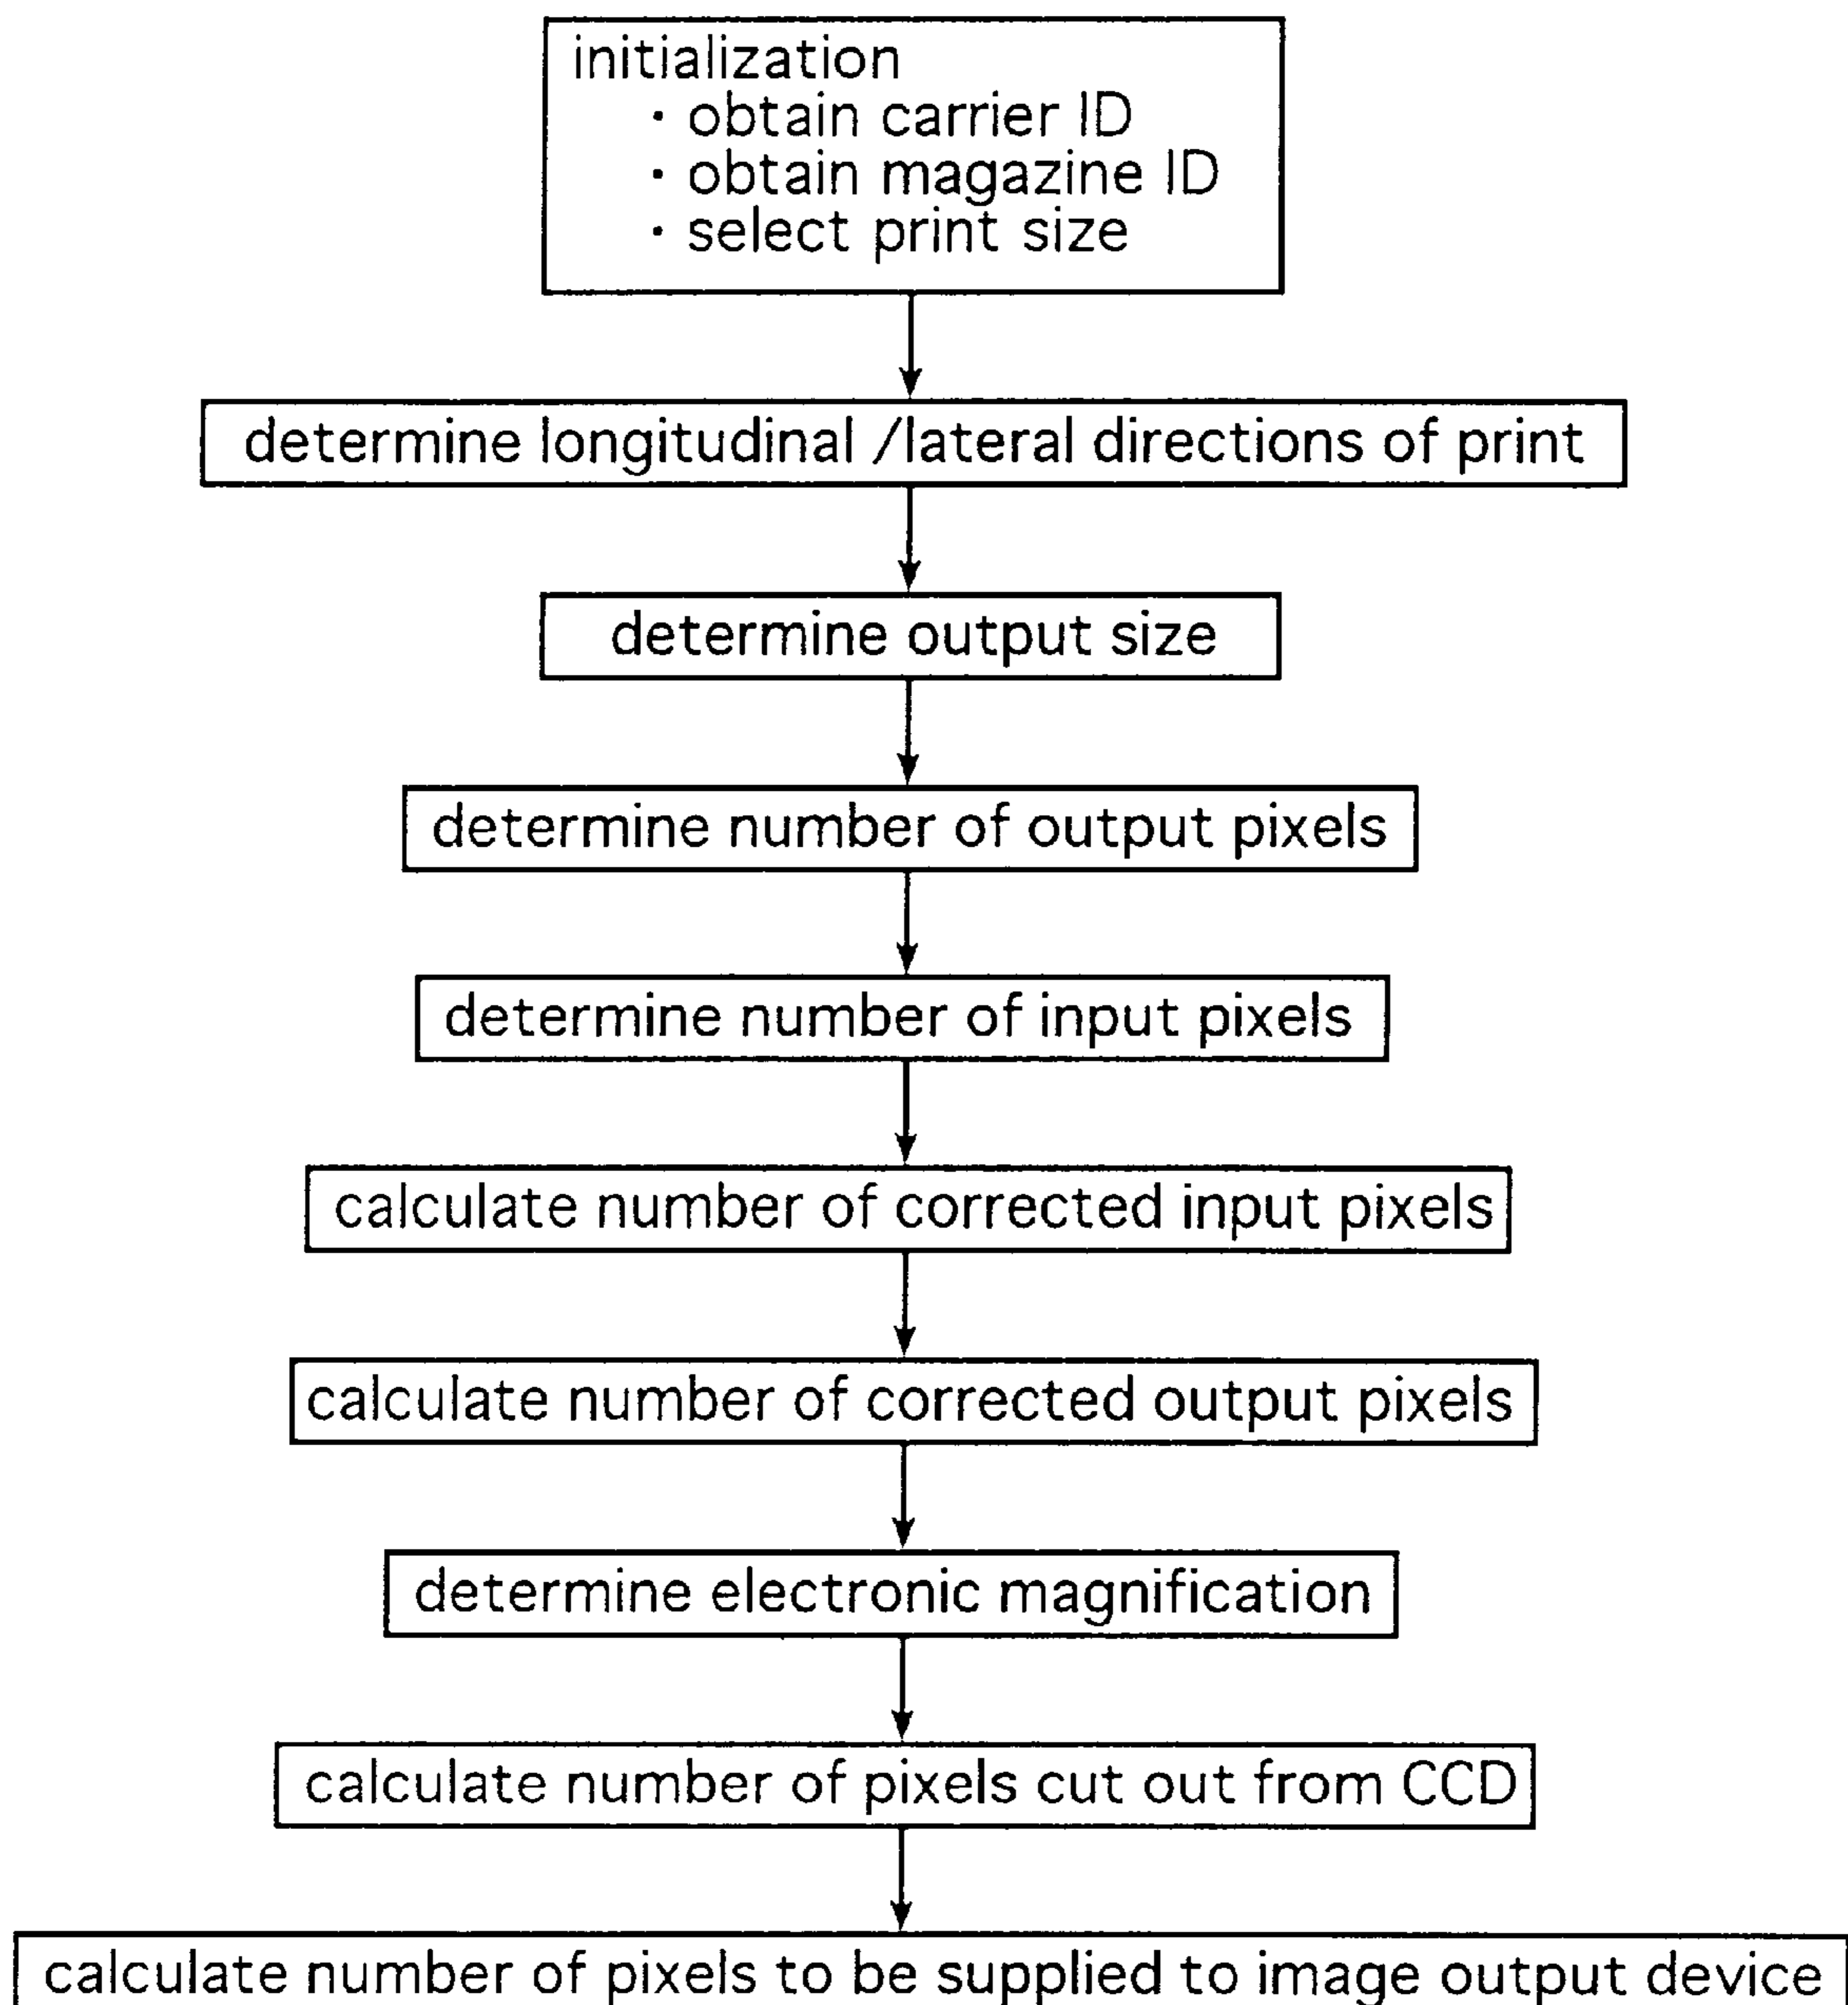 initialization
· obtain carrier ID
· obtain magazine ID
· select print size
determine longitudinal /lateral directions of print
determine output size
determine number of output pixels
determine number of input pixels
calculate number of corrected input pixels
calculate number of corrected output pixels
determine electronic magnification
calculate number of pixels cut out from CCD
calculate number of pixels to be supplied to image output device